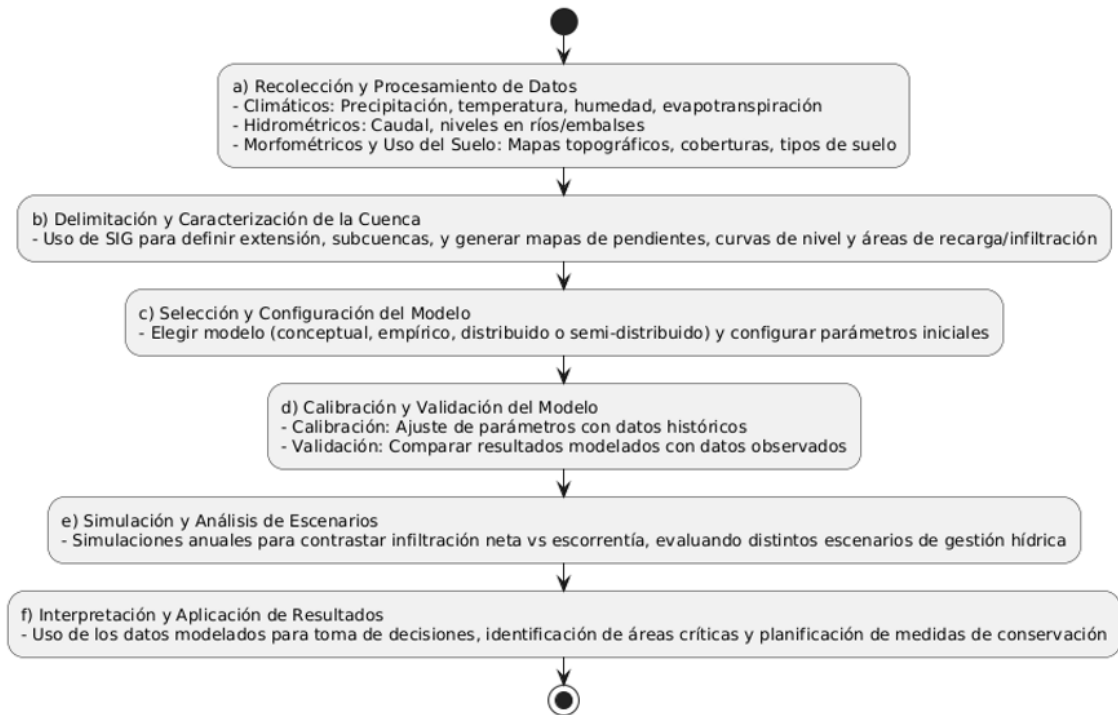 a) Recolección y Procesamiento de Datos
- Climáticos: Precipitación, temperatura, humedad, evapotranspiración
- Hidrométricos: Caudal, niveles en ríos/embalses
- Morfométricos y Uso del Suelo: Mapas topográficos, coberturas, tipos de suelo
b) Delimitación y Caracterización de la Cuenca
- Uso de SIG para definir extensión, subcuencas, y generar mapas de pendientes, curvas de nivel y áreas de recarga/infiltración
c) Selección y Configuración del Modelo
- Elegir modelo (conceptual, empírico, distribuido o semi-distribuido) y configurar parámetros iniciales
d) Calibración y Validación del Modelo
- Calibración: Ajuste de parámetros con datos históricos
- Validación: Comparar resultados modelados con datos observados
e) Simulación y Análisis de Escenarios
- Simulaciones anuales para contrastar infiltración neta vs escorrentía, evaluando distintos escenarios de gestión hídrica
f) Interpretación y Aplicación de Resultados
- Uso de los datos modelados para toma de decisiones, identificación de áreas críticas y planificación de medidas de conservación